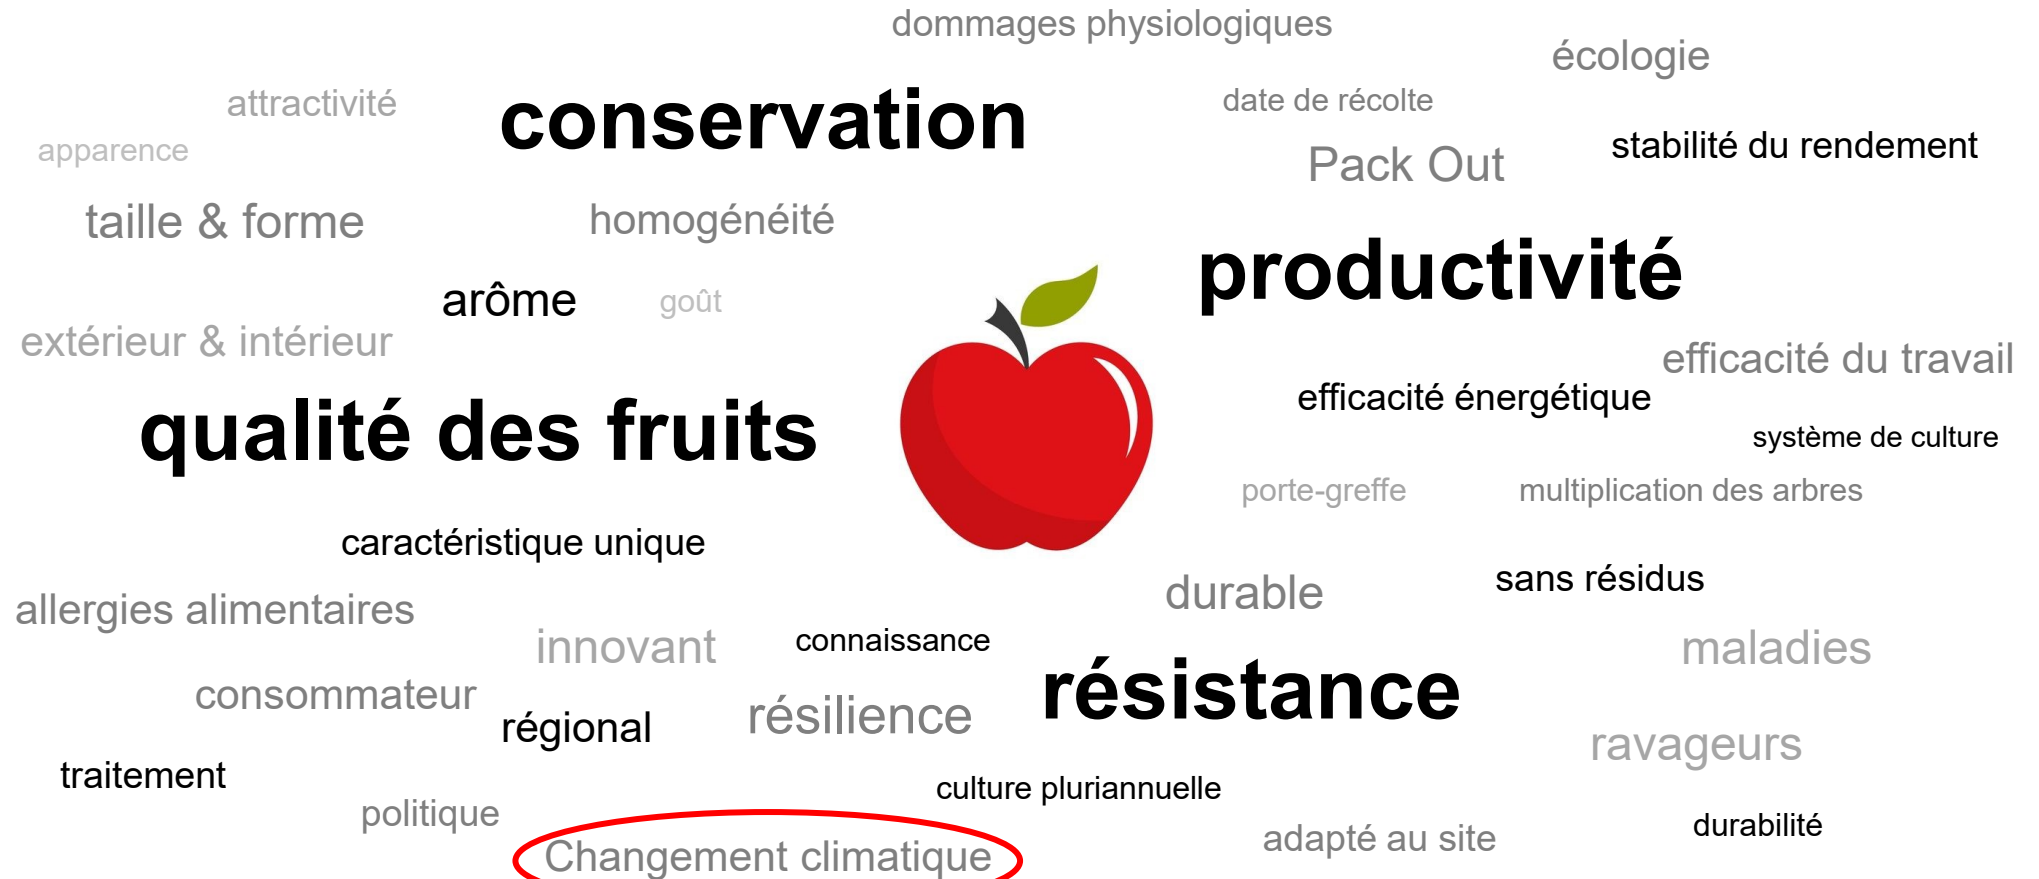 dommages physiologiques
écologie
attractivité
conservation
date de récolte
apparence
Pack Out
stabilité du rendement
taille & forme
homogénéité
productivité
arôme
goût
extérieur & intérieur
efficacité du travail
efficacité énergétique
qualité des fruits
système de culture
porte-greffe
multiplication des arbres
caractéristique unique
durable
sans résidus
allergies alimentaires
innovant
connaissance
maladies
consommateur
résistance
régional
résilience
ravageurs
traitement
culture pluriannuelle
politique
durabilité
adapté au site
Changement climatique